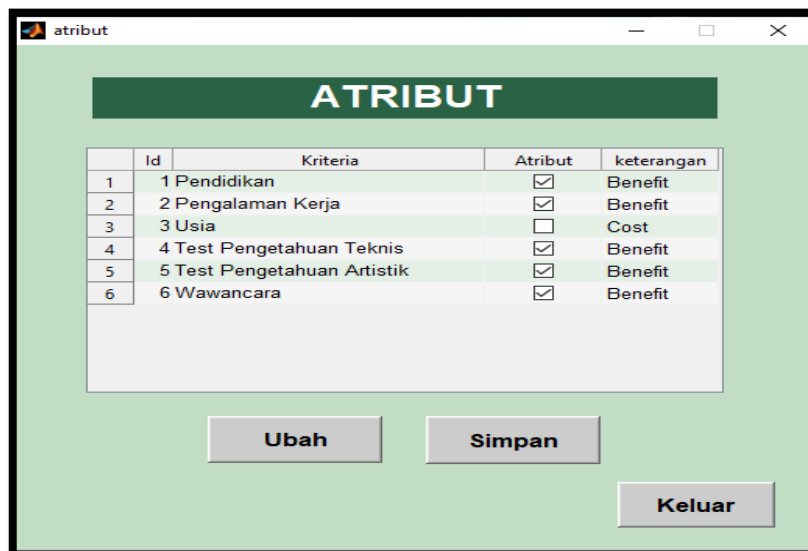 atribut
ATRIBUT
Id Kriteria Atribut keterangan
1 1 Pendidikan Benefit
2 2 Pengalaman Kerja Benefit
3 3 Usia Cost
4 4 Test Pengetahuan Teknis Benefit
5 5 Test Pengetahuan Artistik Benefit
6 6 Wawancara Benefit
Ubah Simpan
Keluar